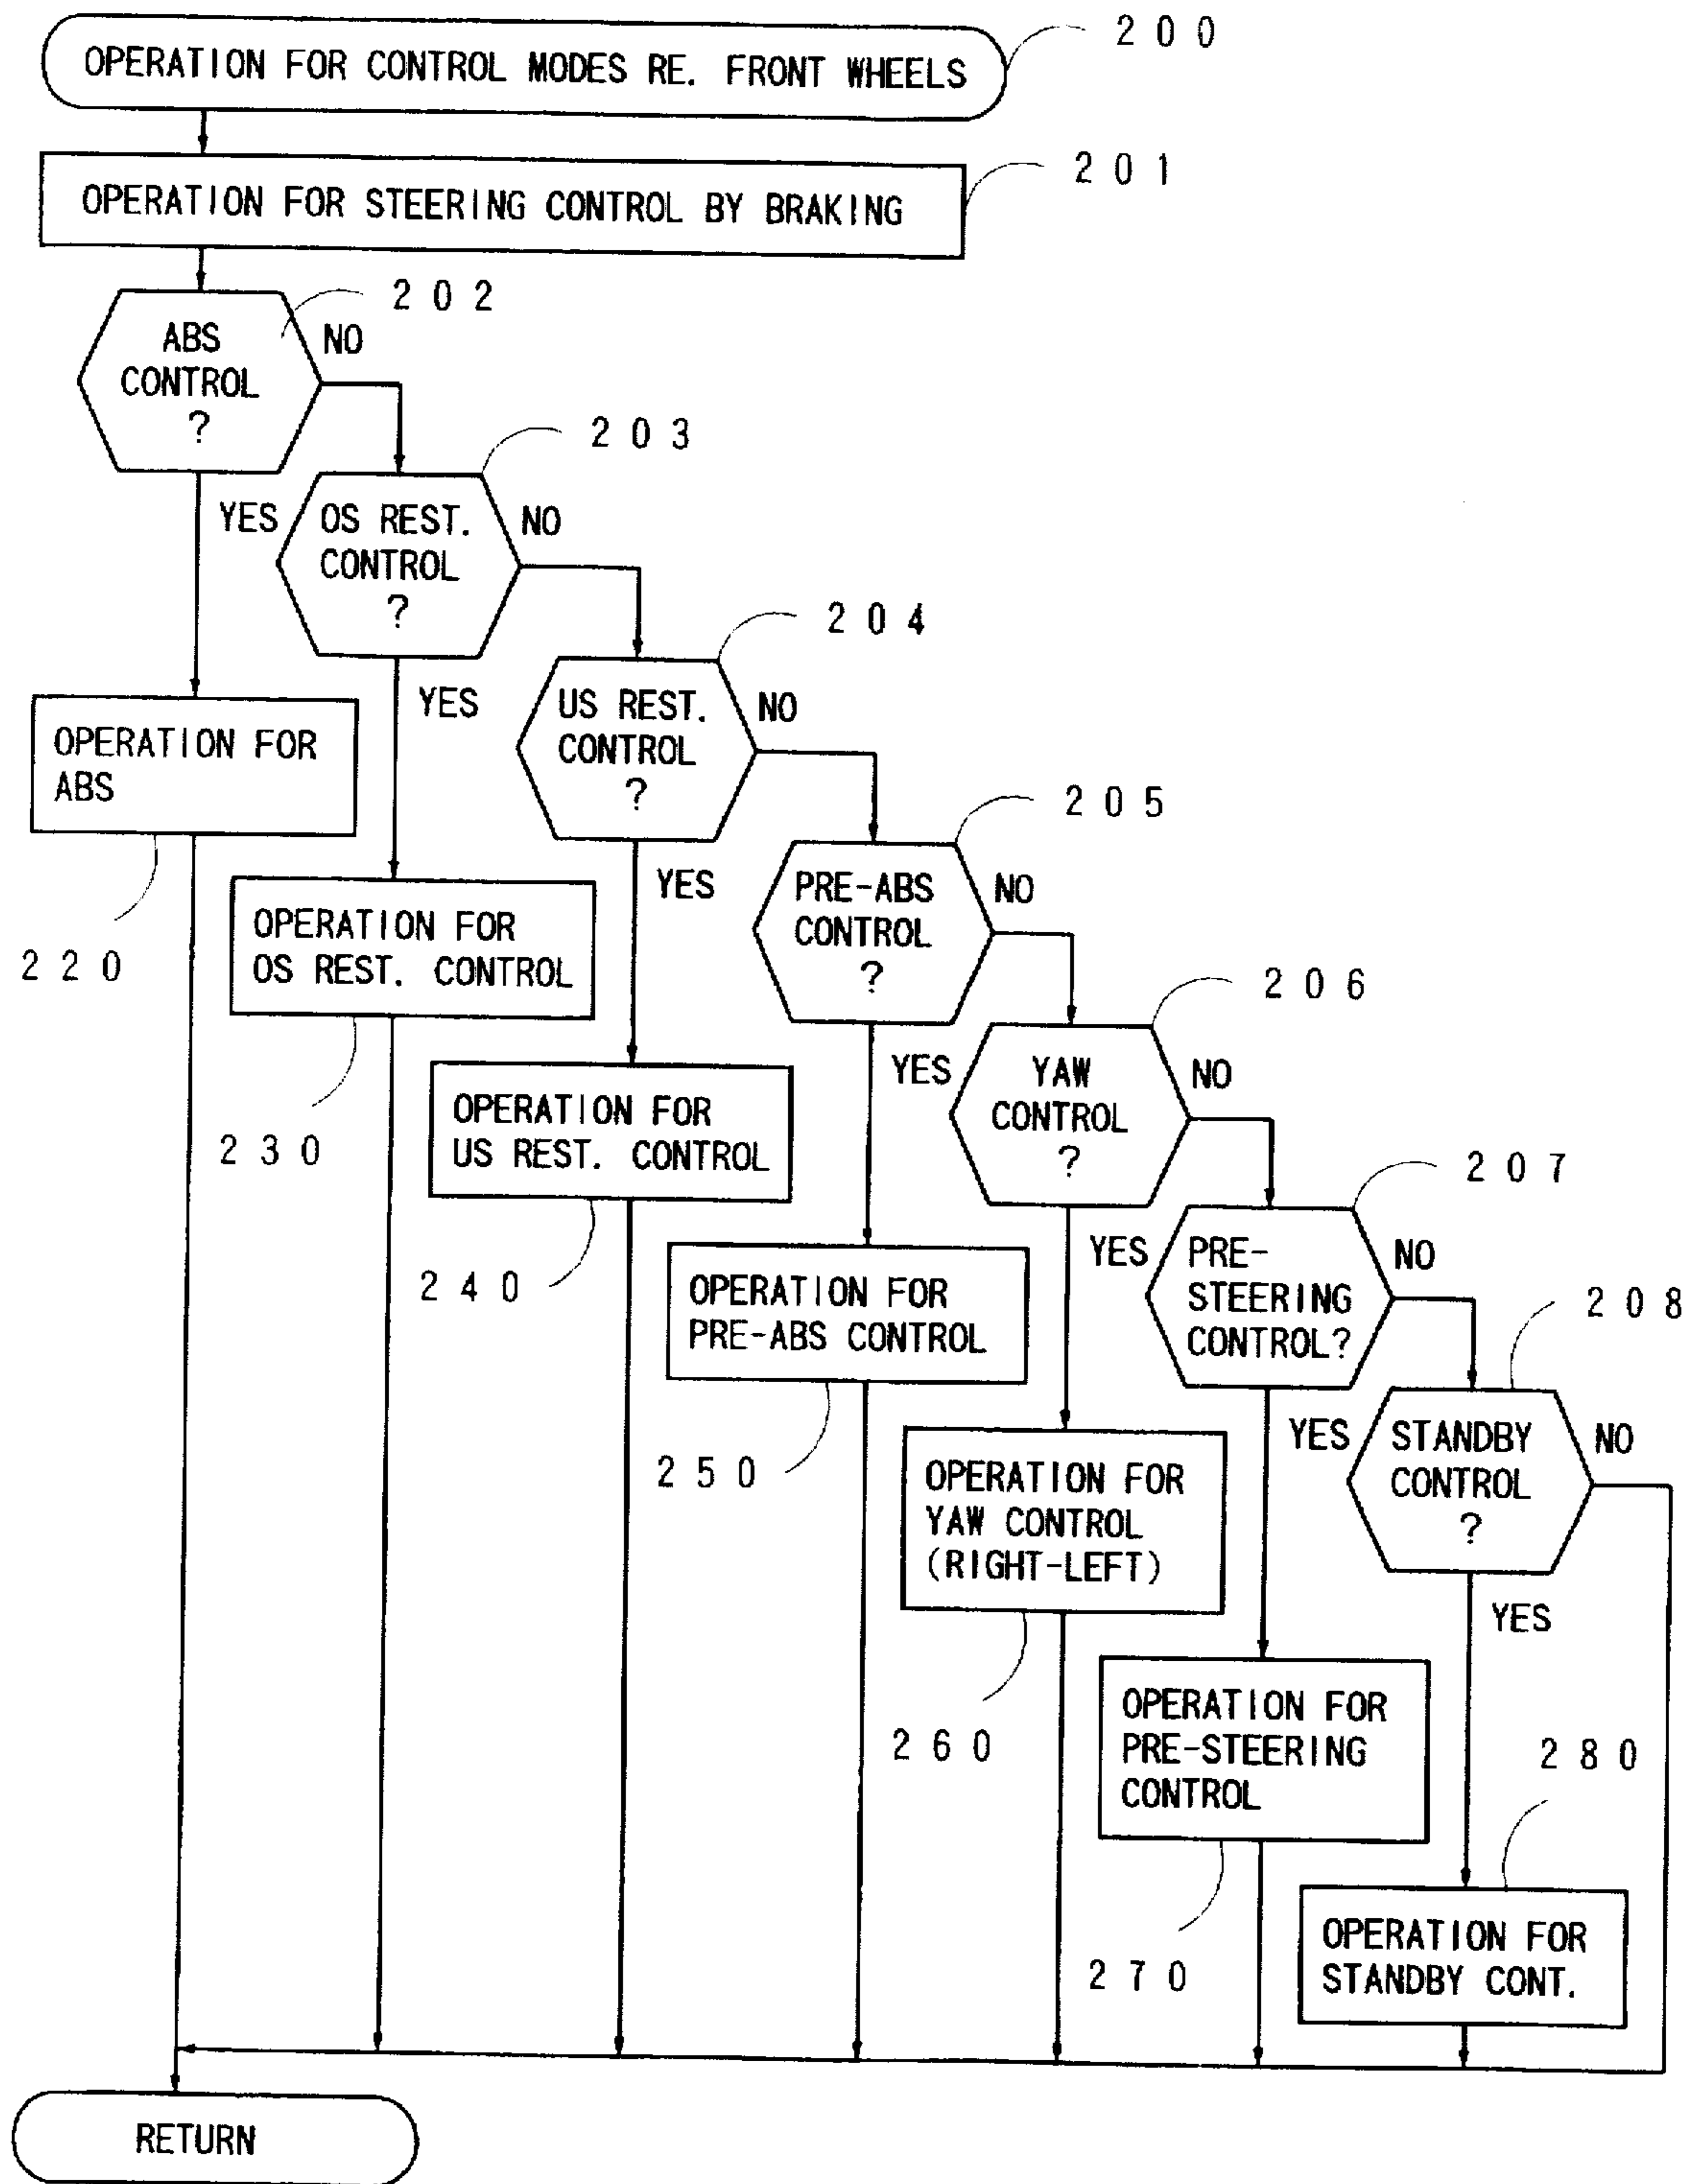 200
OPERATION FOR CONTROL MODES RE. FRONT WHEELS
201
OPERATION FOR STEERING CONTROL BY BRAKING
202
ABS
CONTROL
?
NO
YES
203
OS REST.
CONTROL
?
NO
YES
204
US REST.
CONTROL
?
NO
YES
OPERATION FOR
ABS
220
205
PRE-ABS
CONTROL
?
NO
YES
OPERATION FOR
OS REST. CONTROL
230
206
YAW
CONTROL
?
NO
YES
OPERATION FOR
US REST. CONTROL
240
207
PRE-
STEERING
CONTROL?
NO
YES
OPERATION FOR
PRE-ABS CONTROL
250
208
STANDBY
CONTROL
?
NO
YES
OPERATION FOR
YAW CONTROL
(RIGHT-LEFT)
260
OPERATION FOR
PRE-STEERING
CONTROL
270
280
OPERATION FOR
STANDBY CONT.
RETURN